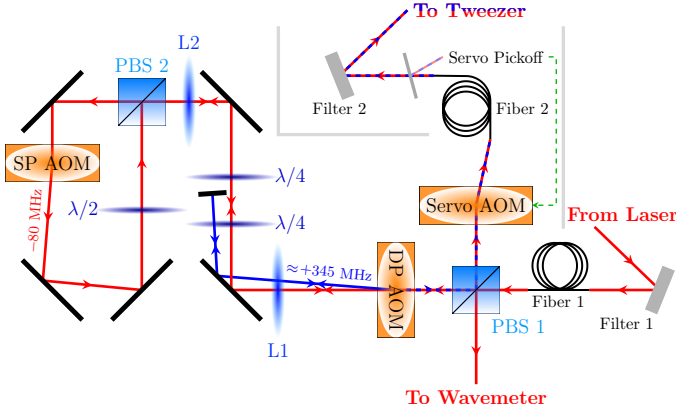 To Tweezer
L2
PBS 2
Servo Pickoff
Filter 2
Fiber 2
SP AOM
λ/4
λ/2
Servo AOM
−80 MHz
λ/4
From Laser
≈+345 MHz
DP AOM
Fiber 1
PBS 1
Filter 1
L1
To Wavemeter